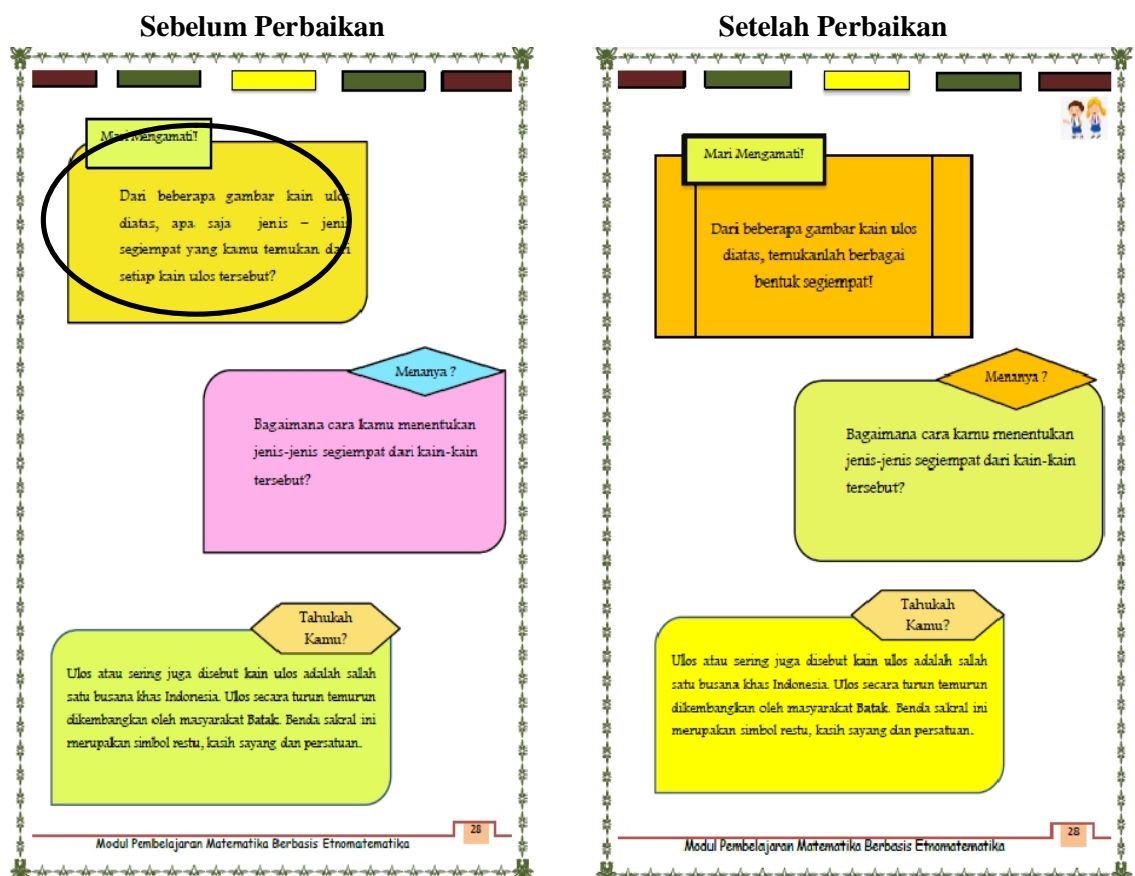 Sebelum Perbaikan
Mari Mengamati!
Dari beberapa gambar kain ulos
diatas, apa saja jenis – jenis
segiempat yang kamu temukan dari
setiap kain ulos tersebut?
Menanya ?
Bagaimana cara kamu menentukan
jenis-jenis segiempat dari kain-kain
tersebut?
Tahukah
Kamu?
Ulos atau sering juga disebut kain ulos adalah salah
satu busana khas Indonesia. Ulos secara turun temurun
dikembangkan oleh masyarakat Batak. Benda sakral ini
merupakan simbol restu, kasih sayang dan persatuan.
28
Modul Pembelajaran Matematika Berbasis Etnomatematika
Setelah Perbaikan
Mari Mengamati!
Dari beberapa gambar kain ulos
diatas, temukanlah berbagai
bentuk segiempat!
Menanya ?
Bagaimana cara kamu menentukan
jenis-jenis segiempat dari kain-kain
tersebut?
Tahukah
Kamu?
Ulos atau sering juga disebut kain ulos adalah salah
satu busana khas Indonesia. Ulos secara turun temurun
dikembangkan oleh masyarakat Batak. Benda sakral ini
merupakan simbol restu, kasih sayang dan persatuan.
28
Modul Pembelajaran Matematika Berbasis Etnomatematika